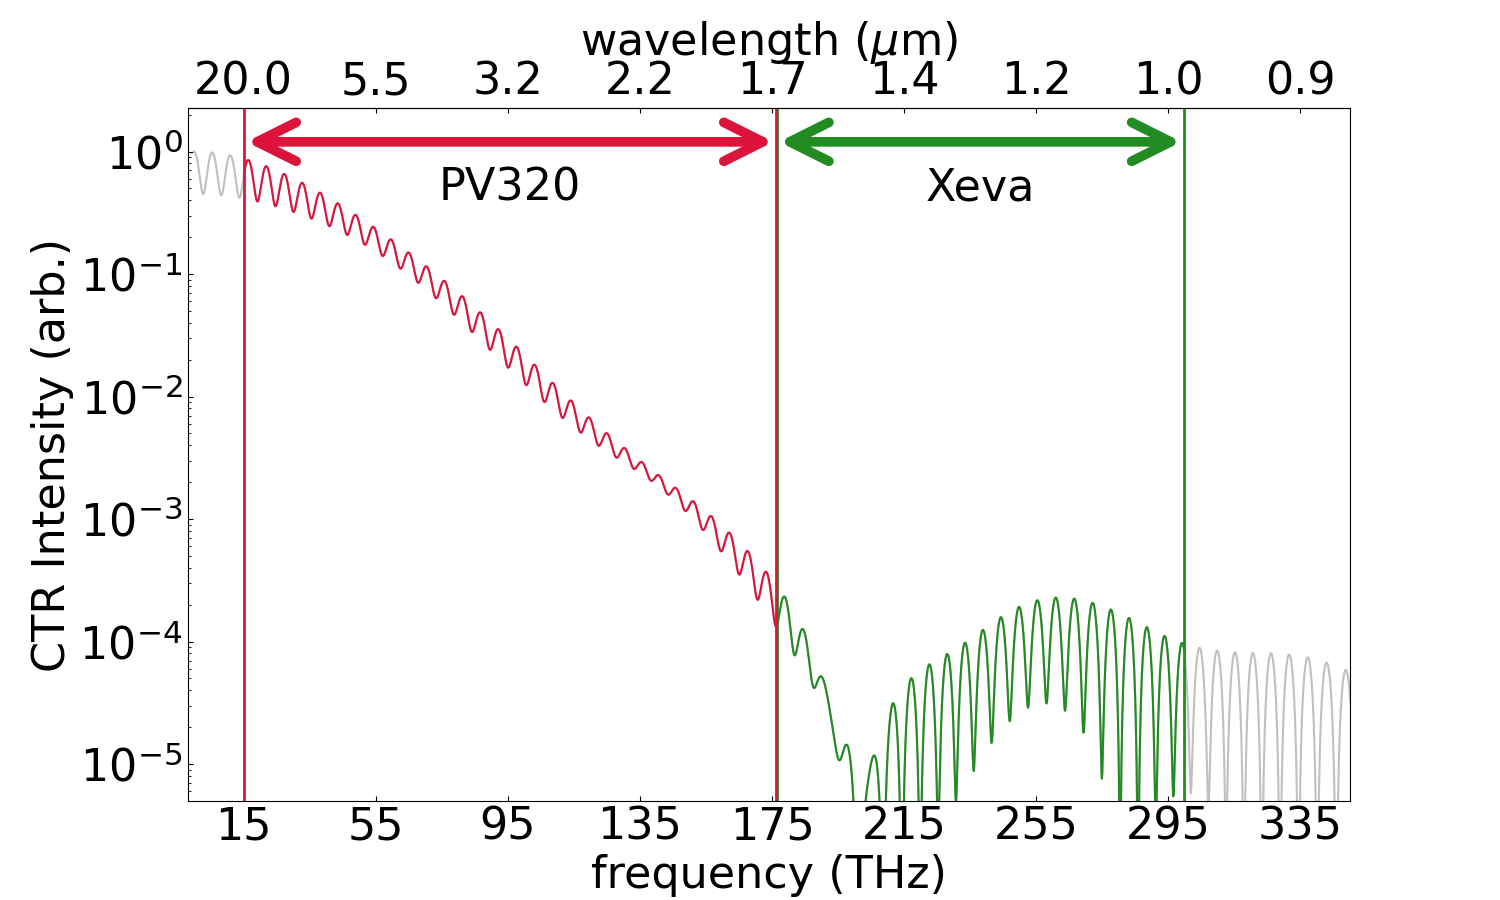 wavelength (μm)
20.0 5.5 3.2 2.2 1.7 1.4 1.2 1.0 0.9
PV320 Xeva
CTR Intensity (arb.)
10⁰
10⁻¹
10⁻²
10⁻³
10⁻⁴
10⁻⁵
15 55 95 135 175 215 255 295 335
frequency (THz)